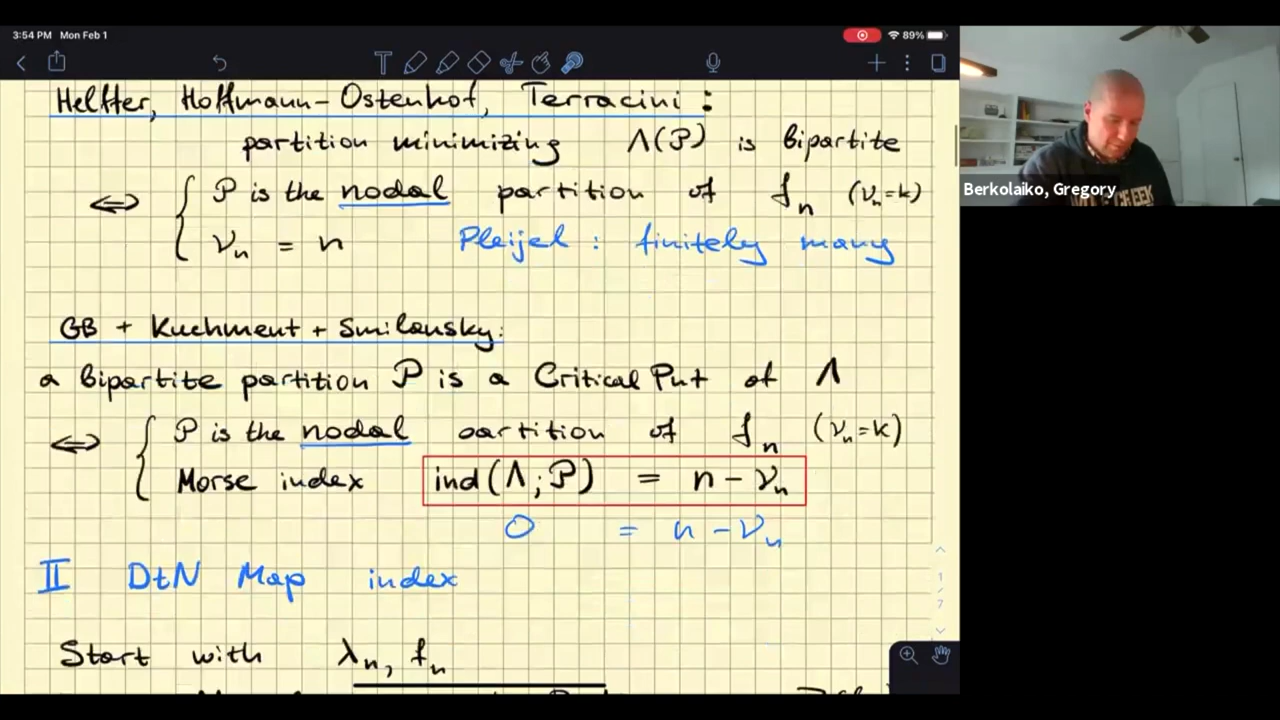 3:54 PM Mon Feb 1
89%
Helffer, Hoffmann-Ostenhof, Terracini:
partition minimizing Λ(P) is bipartite
⇔ { P is the nodal partition of f_n (ν_n = k)
ν_n = n Pleijel: finitely many
GB + Kuchment + Smilansky:
a bipartite partition P is a Critical Pnt of Λ
⇔ { P is the nodal partition of f_n (ν_n = k)
Morse index ind(Λ; P) = n - ν_n
0 = n - ν_n
II DtN Map index
Start with λ_n, f_n
1/7
Berkolaiko, Gregory